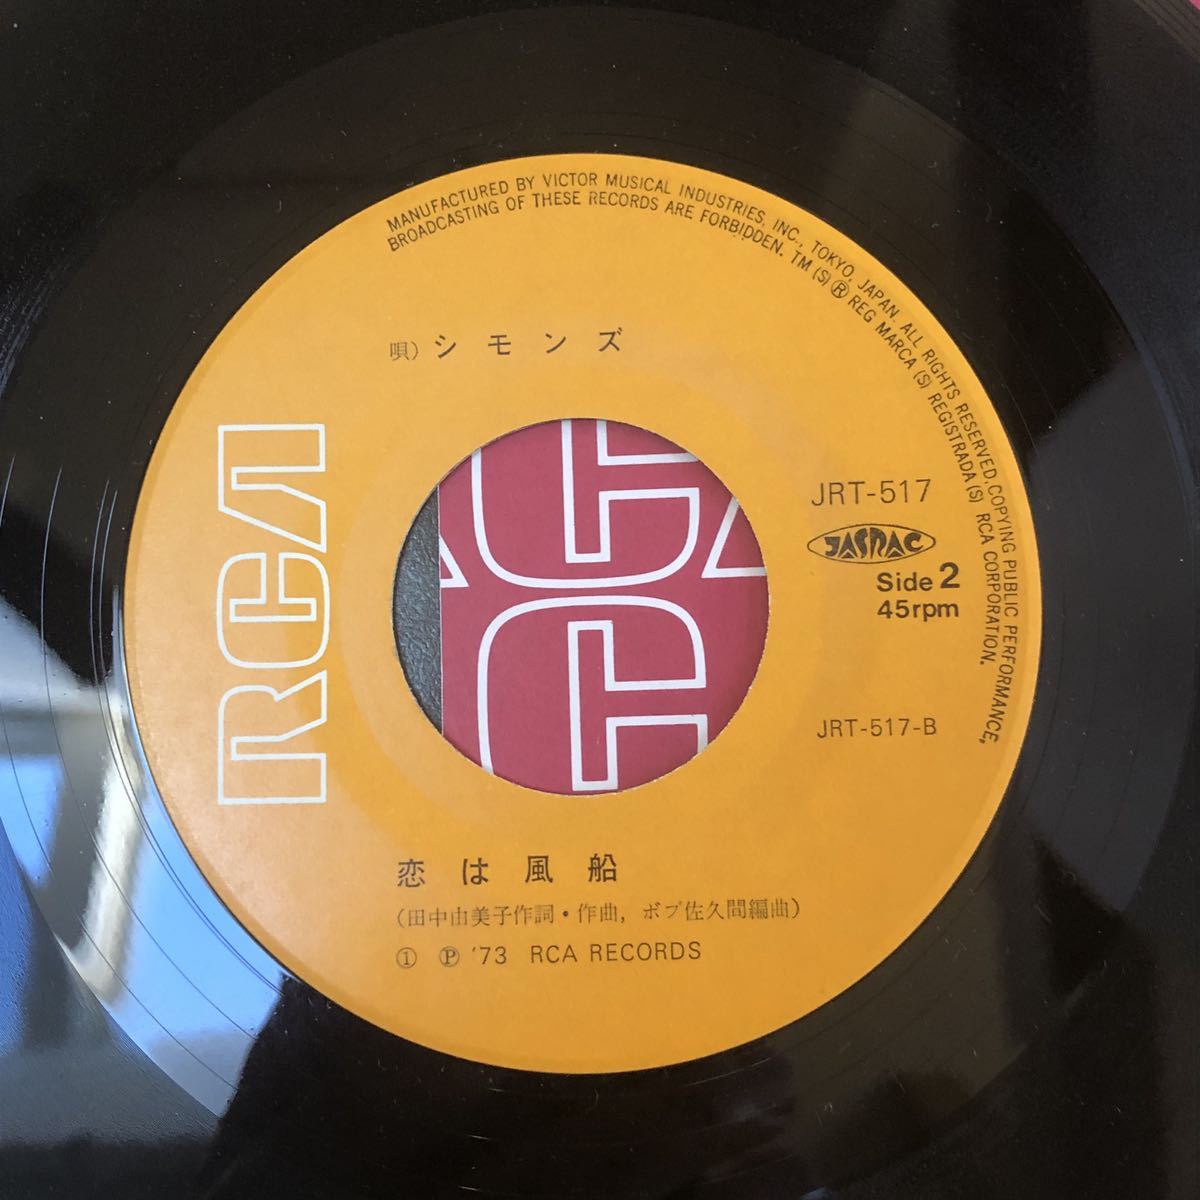 MANUFACTURED BY VICTOR MUSICAL INDUSTRIES, INC., TOKYO, JAPAN. ALL RIGHTS RESERVED, COPYING PUBLIC PERFORMANCE,
BROADCASTING OF THESE RECORDS ARE FORBIDDEN. TM (S) ® REG MARCA (S) REGISTRADA (S) RCA CORPORATION.
唄) シモンズ
RCA
JRT-517
JASRAC
Side 2
45rpm
JRT-517-B
恋は風船
(田中由美子作詞・作曲, ボブ佐久間編曲)
① Ⓟ '73 RCA RECORDS